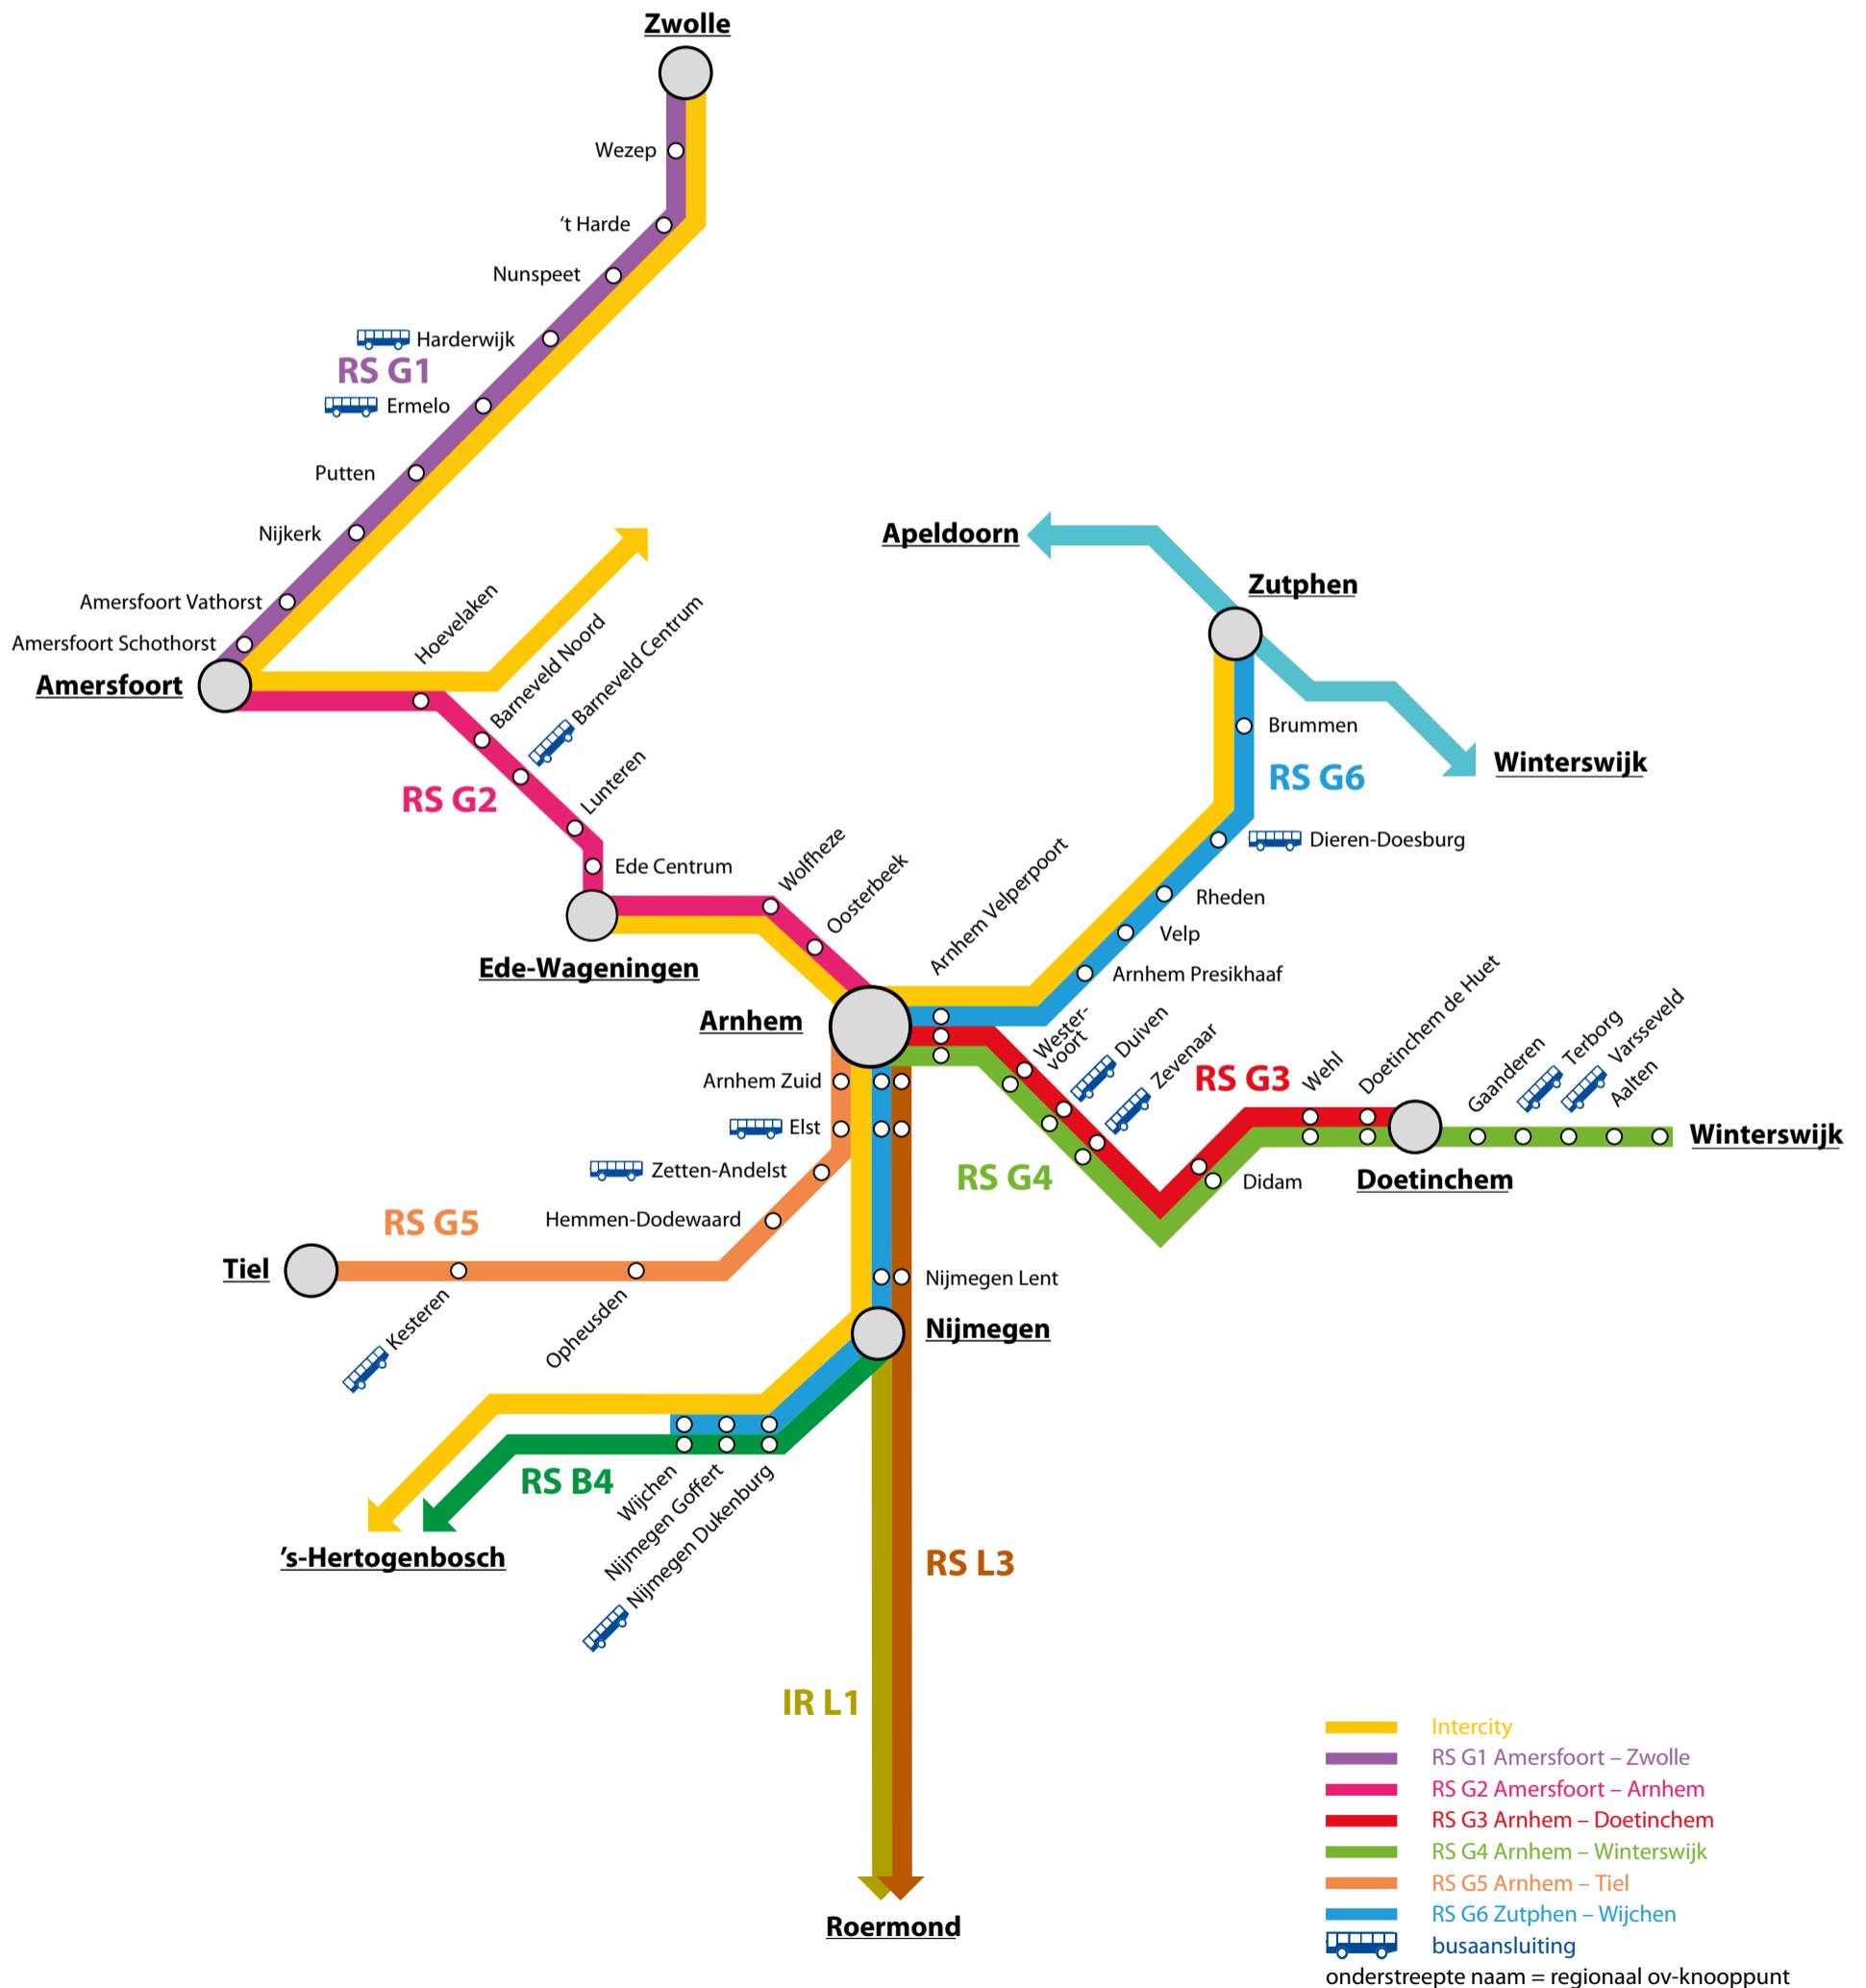 Zwolle
Wezep
‘t Harde
Nunspeet
Harderwijk
RS G1
Ermelo
Putten
Nijkerk
Amersfoort Vathorst
Amersfoort Schothorst
Amersfoort
Hoevelaken
Barneveld Noord
Barneveld Centrum
RS G2
Lunteren
Ede Centrum
Ede-Wageningen
Wolfheze
Oosterbeek
Apeldoorn
Zutphen
Winterswijk
Brummen
RS G6
Dieren-Doesburg
Rheden
Velp
Arnhem Presikhaaf
Arnhem Velperpoort
Arnhem
Wester-
voort
Duiven
Zevenaar
RS G3
Wehl
Doetinchem de Huet
Gaanderen
Terborg
Varsseveld
Aalten
Winterswijk
Doetinchem
Didam
RS G4
Arnhem Zuid
Elst
Zetten-Andelst
Hemmen-Dodewaard
RS G5
Tiel
Kesteren
Opheusden
Nijmegen Lent
Nijmegen
RS B4
Wijchen
Nijmegen Goffert
Nijmegen Dukenburg
’s-Hertogenbosch
RS L3
IR L1
Roermond
Intercity
RS G1 Amersfoort – Zwolle
RS G2 Amersfoort – Arnhem
RS G3 Arnhem – Doetinchem
RS G4 Arnhem – Winterswijk
RS G5 Arnhem – Tiel
RS G6 Zutphen – Wijchen
busaansluiting
onderstreepte naam = regionaal ov-knooppunt